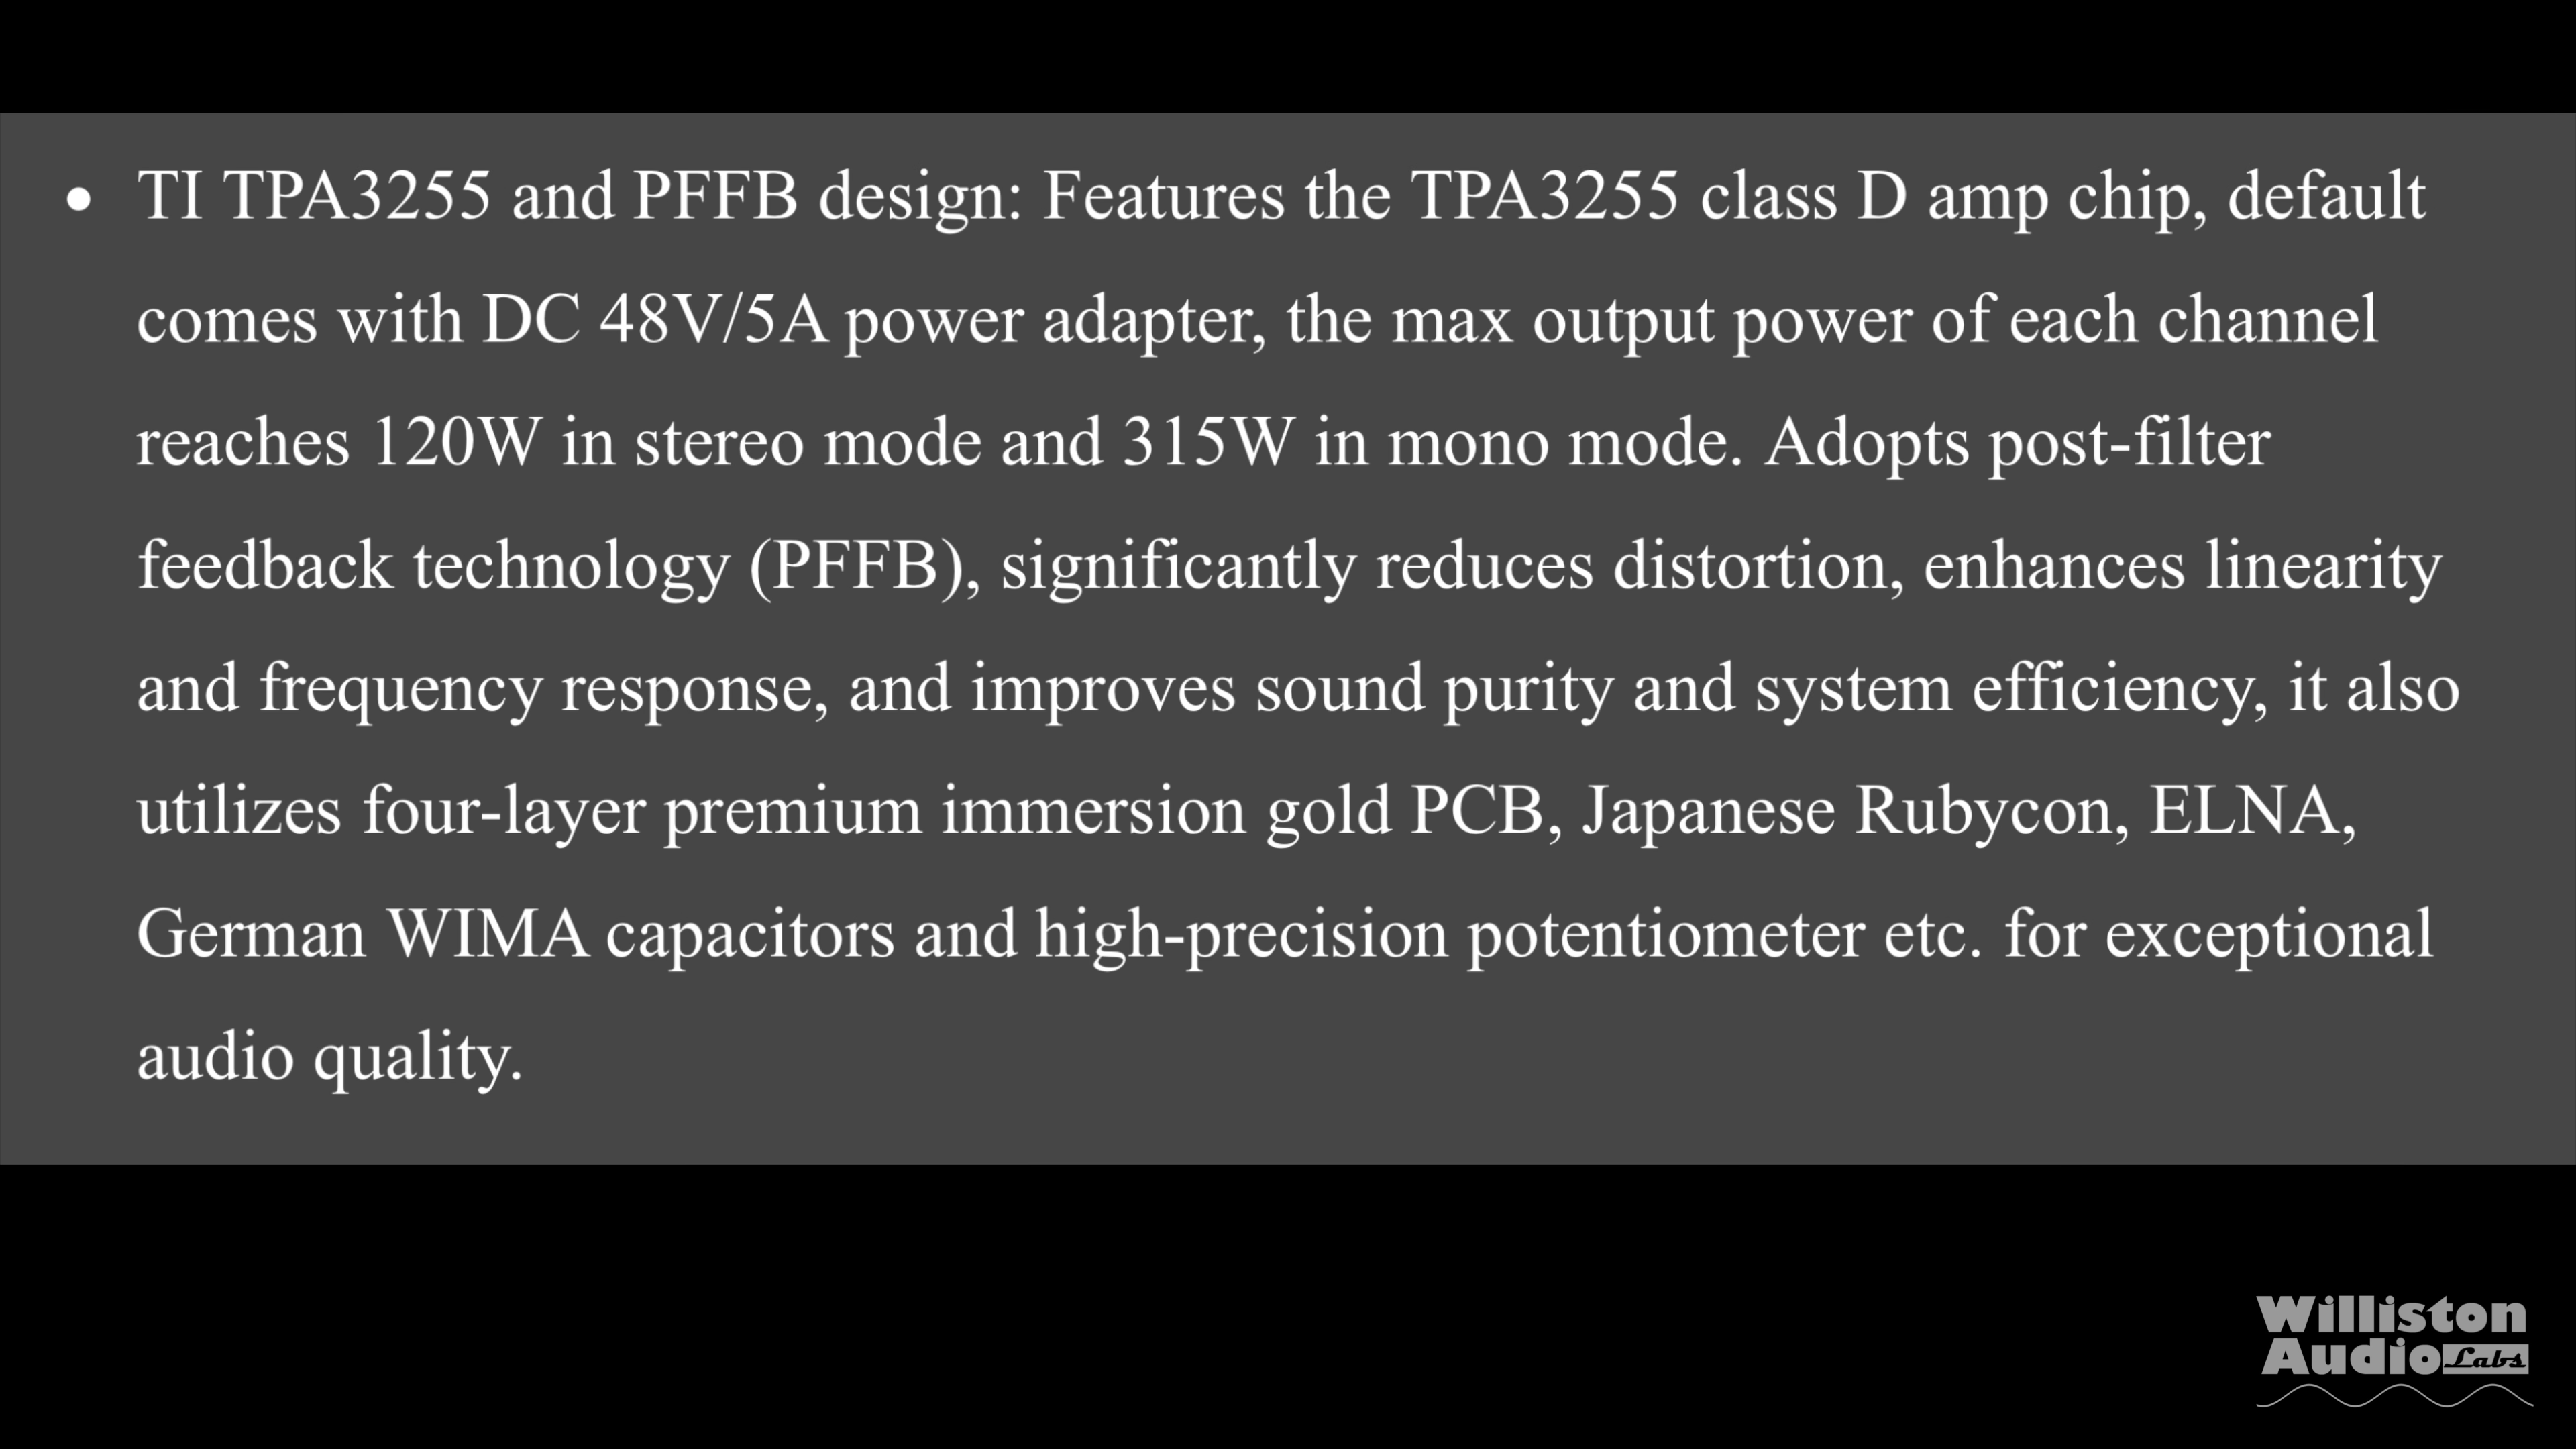 • TI TPA3255 and PFFB design: Features the TPA3255 class D amp chip, default
comes with DC 48V/5A power adapter, the max output power of each channel
reaches 120W in stereo mode and 315W in mono mode. Adopts post-filter
feedback technology (PFFB), significantly reduces distortion, enhances linearity
and frequency response, and improves sound purity and system efficiency, it also
utilizes four-layer premium immersion gold PCB, Japanese Rubycon, ELNA,
German WIMA capacitors and high-precision potentiometer etc. for exceptional
audio quality.
Williston
Audio Labs